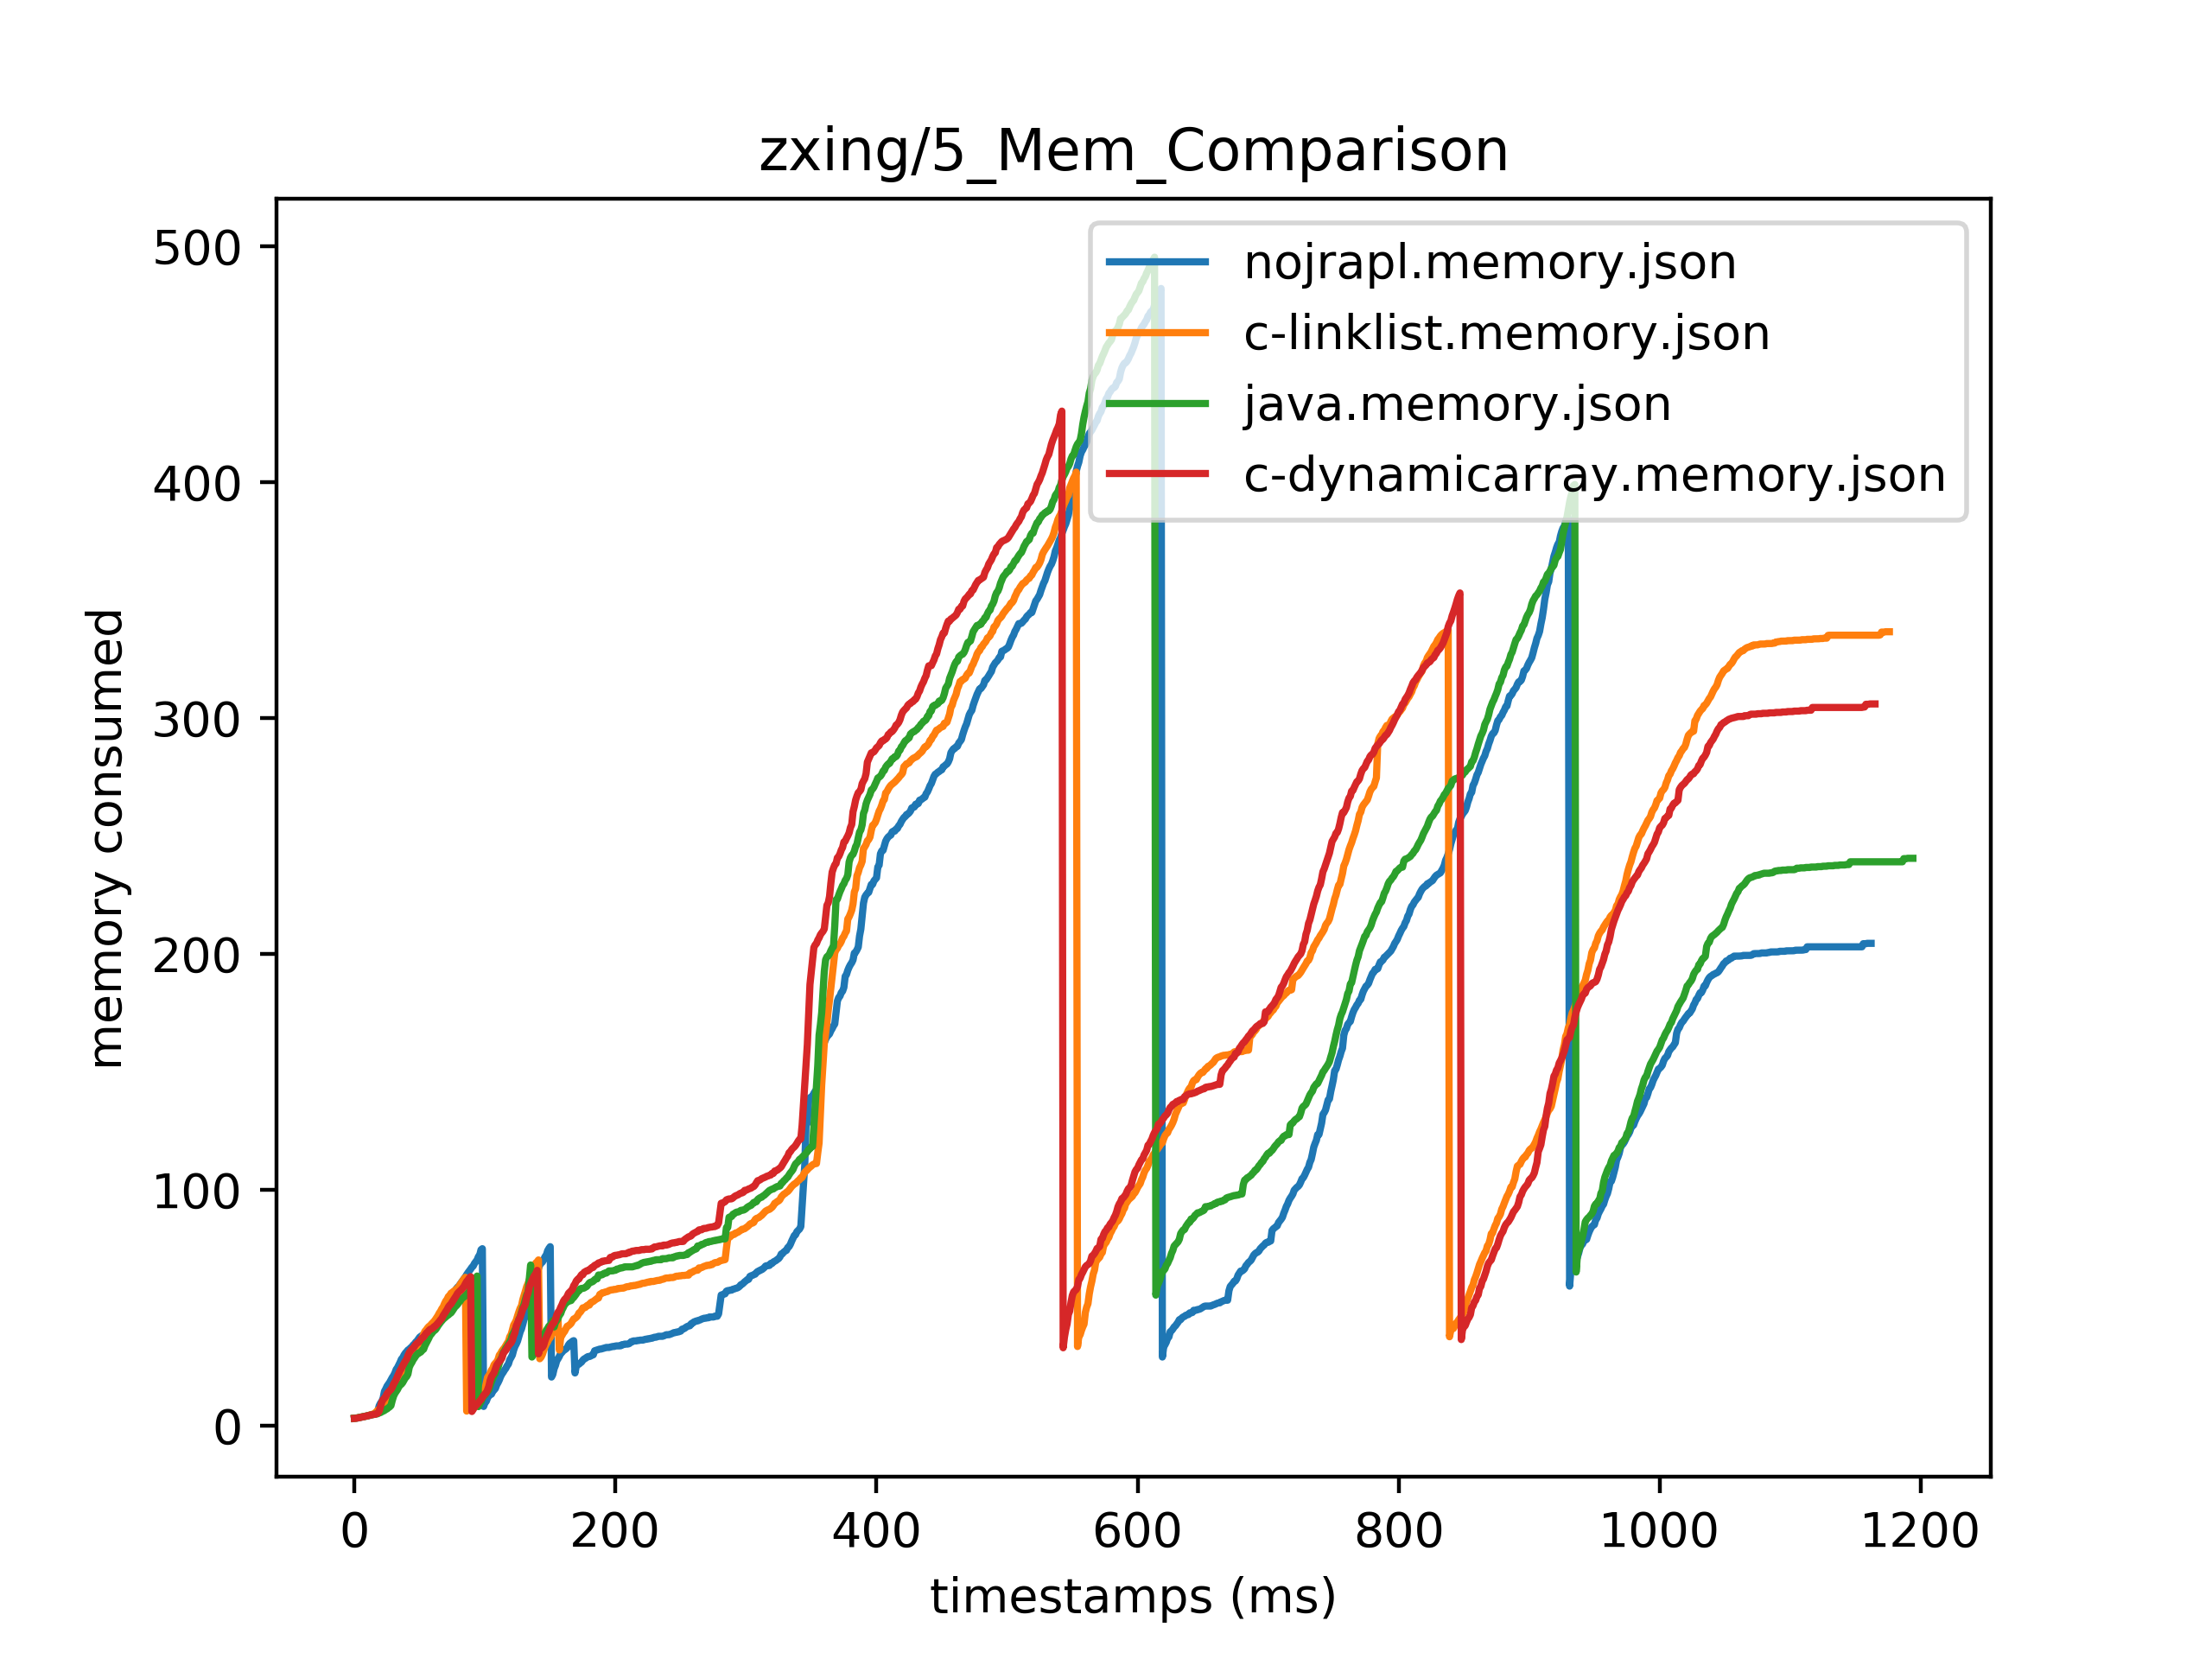 zxing/5_Mem_Comparison
nojrapl.memory.json
c-linklist.memory.json
java.memory.json
c-dynamicarray.memory.json
memory consumed
500
400
300
200
100
0
0 200 400 600 800 1000 1200
timestamps (ms)